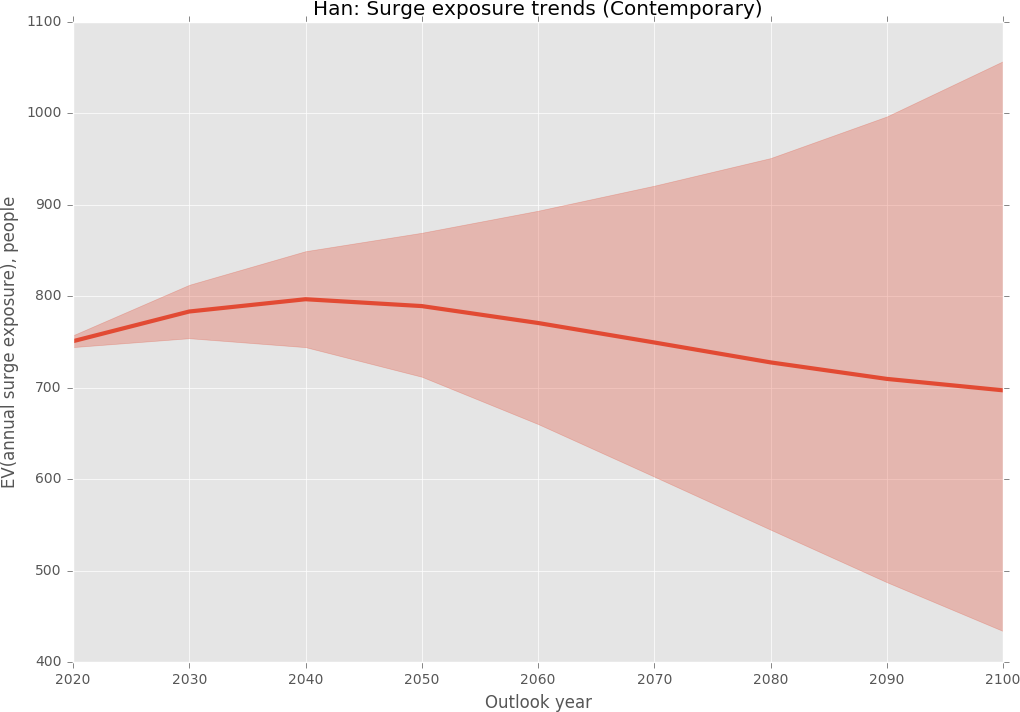 Han: Surge exposure trends (Contemporary)
1100
1000
900
800
700
600
500
400
EV(annual surge exposure), people
2020 2030 2040 2050 2060 2070 2080 2090 2100
Outlook year